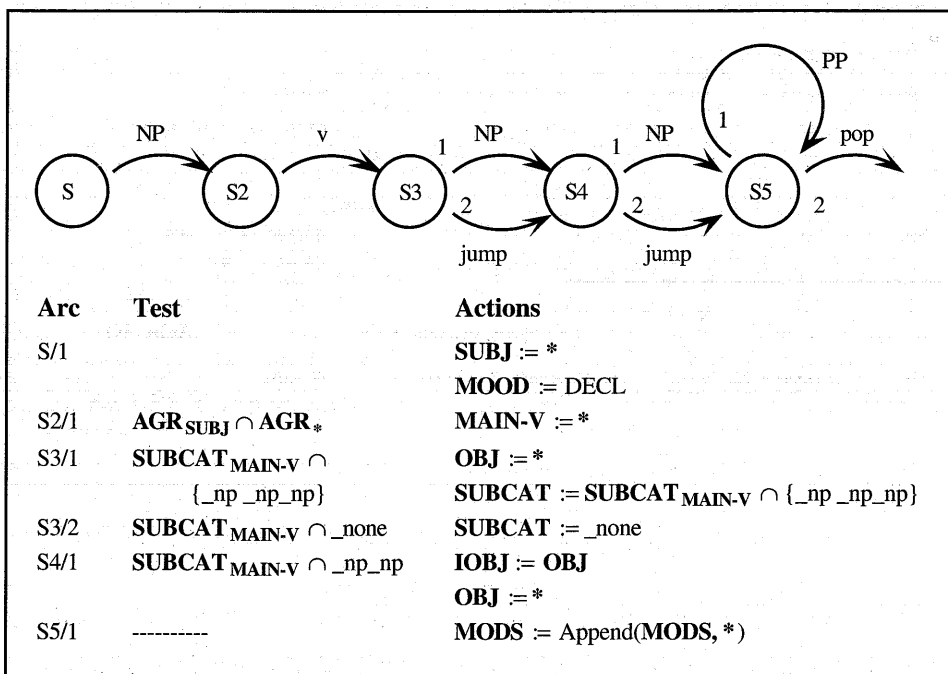 PP
1
NP v 1 NP 1 NP pop
S S2 S3 S4 S5
2 2 2
jump jump
Arc Test Actions
S/1 SUBJ := *
MOOD := DECL
S2/1 AGR_SUBJ ∩ AGR_* MAIN-V := *
S3/1 SUBCAT_MAIN-V ∩ OBJ := *
{_np _np_np} SUBCAT := SUBCAT_MAIN-V ∩ {_np _np_np}
S3/2 SUBCAT_MAIN-V ∩ _none SUBCAT := _none
S4/1 SUBCAT_MAIN-V ∩ _np_np IOBJ := OBJ
OBJ := *
S5/1 ---------- MODS := Append(MODS, *)